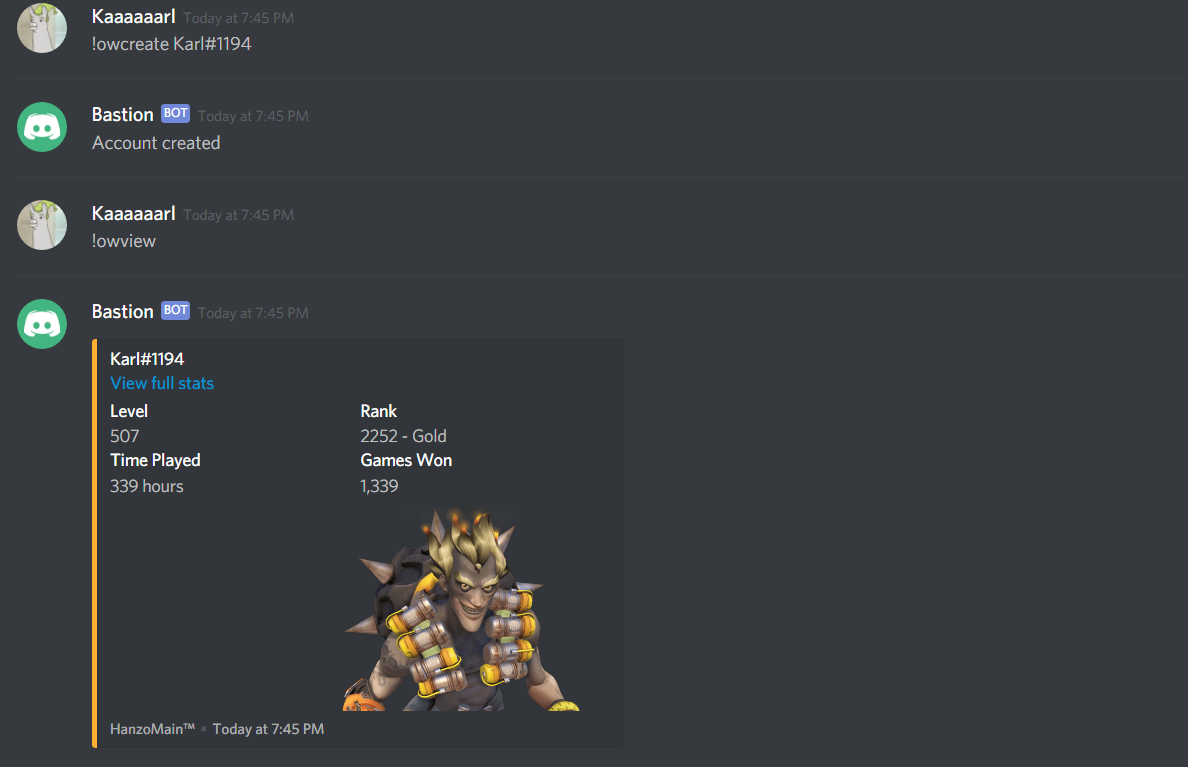 Kaaaaaarl Today at 7:45 PM
!owcreate Karl#1194
Bastion BOT Today at 7:45 PM
Account created
Kaaaaaarl Today at 7:45 PM
!owview
Bastion BOT Today at 7:45 PM
Karl#1194
View full stats
Level Rank
507 2252 - Gold
Time Played Games Won
339 hours 1,339
HanzoMain™ • Today at 7:45 PM